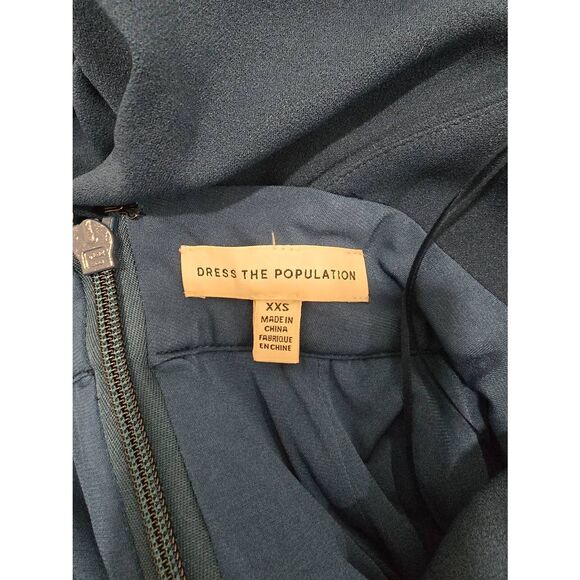 DRESS THE POPULATION
XXS
MADE IN
CHINA
FABRIQUE
EN CHINE